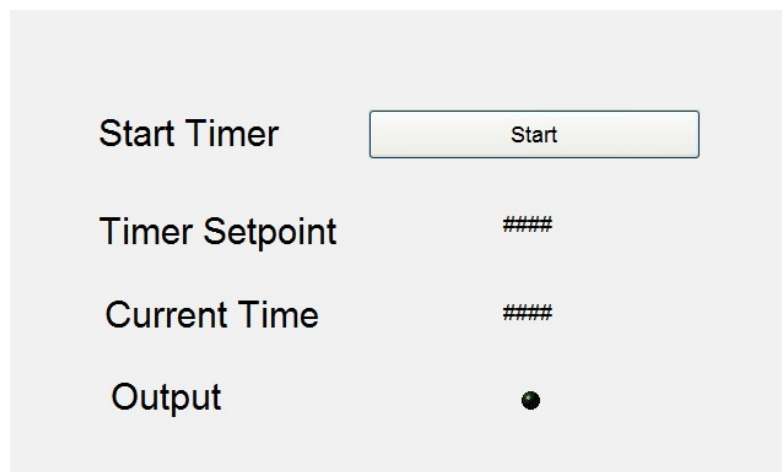 Start Timer Start
Timer Setpoint ####
Current Time ####
Output